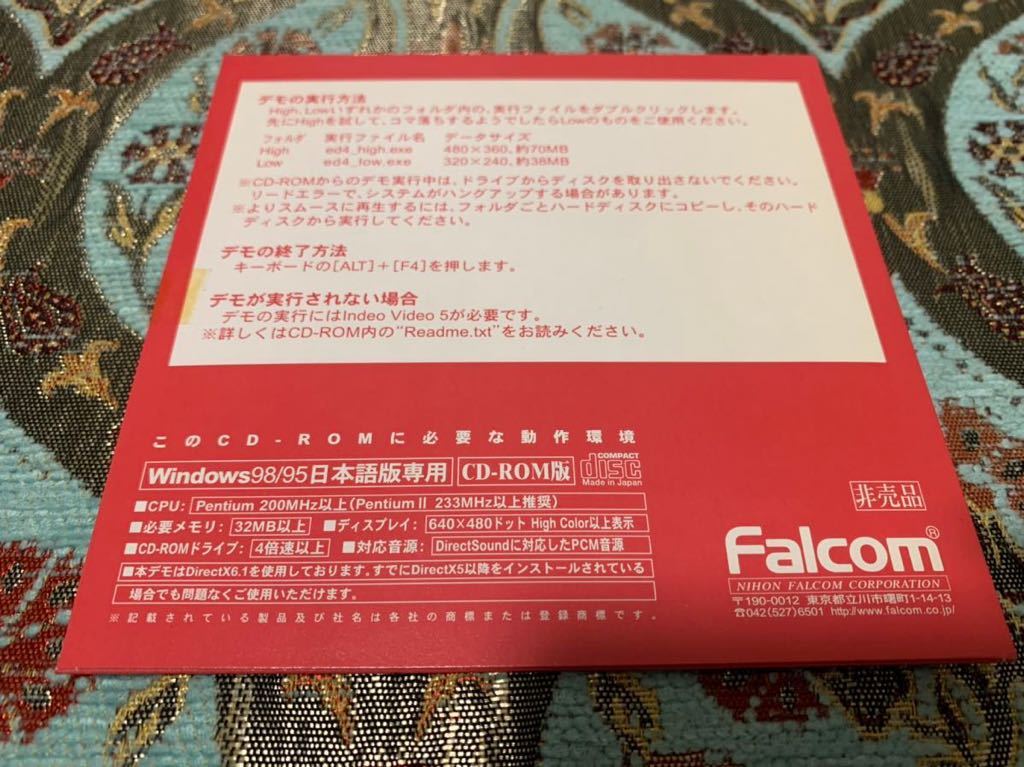 デモの実行方法
High、Lowいずれかのフォルダ内の、実行ファイルをダブルクリックします。
先にHighを試して、コマ落ちするようでしたらLowのものをご使用ください。
フォルダ 実行ファイル名 データサイズ
High ed4_high.exe 480×360、約70MB
Low ed4_low.exe 320×240、約38MB
※CD-ROMからのデモ実行中は、ドライブからディスクを取り出さないでください。
リードエラーで、システムがハングアップする場合があります。
※よりスムースに再生するには、フォルダごとハードディスクにコピーし、そのハード
ディスクから実行してください。
デモの終了方法
キーボードの[ALT]+[F4]を押します。
デモが実行されない場合
デモの実行にはIndeo Video 5が必要です。
※詳しくはCD-ROM内の“Readme.txt”をお読みください。
このCD-ROMに必要な動作環境
Windows98/95日本語版専用 CD-ROM版 COMPACT disc Made in Japan
■CPU: Pentium 200MHz以上(PentiumⅡ 233MHz以上推奨)
■必要メモリ: 32MB以上 ■ディスプレイ: 640×480ドット High Color以上表示
■CD-ROMドライブ: 4倍速以上 ■対応音源: DirectSoundに対応したPCM音源
■本デモはDirectX6.1を使用しております。すでにDirectX5以降をインストールされている
場合でも問題なくご使用いただけます。
※記載されている製品及び社名は各社の商標または登録商標です。
非売品
Falcom®
NIHON FALCOM CORPORATION
〒190-0012 東京都立川市曙町1-14-13
☎042(527)6501 http://www.falcom.co.jp/